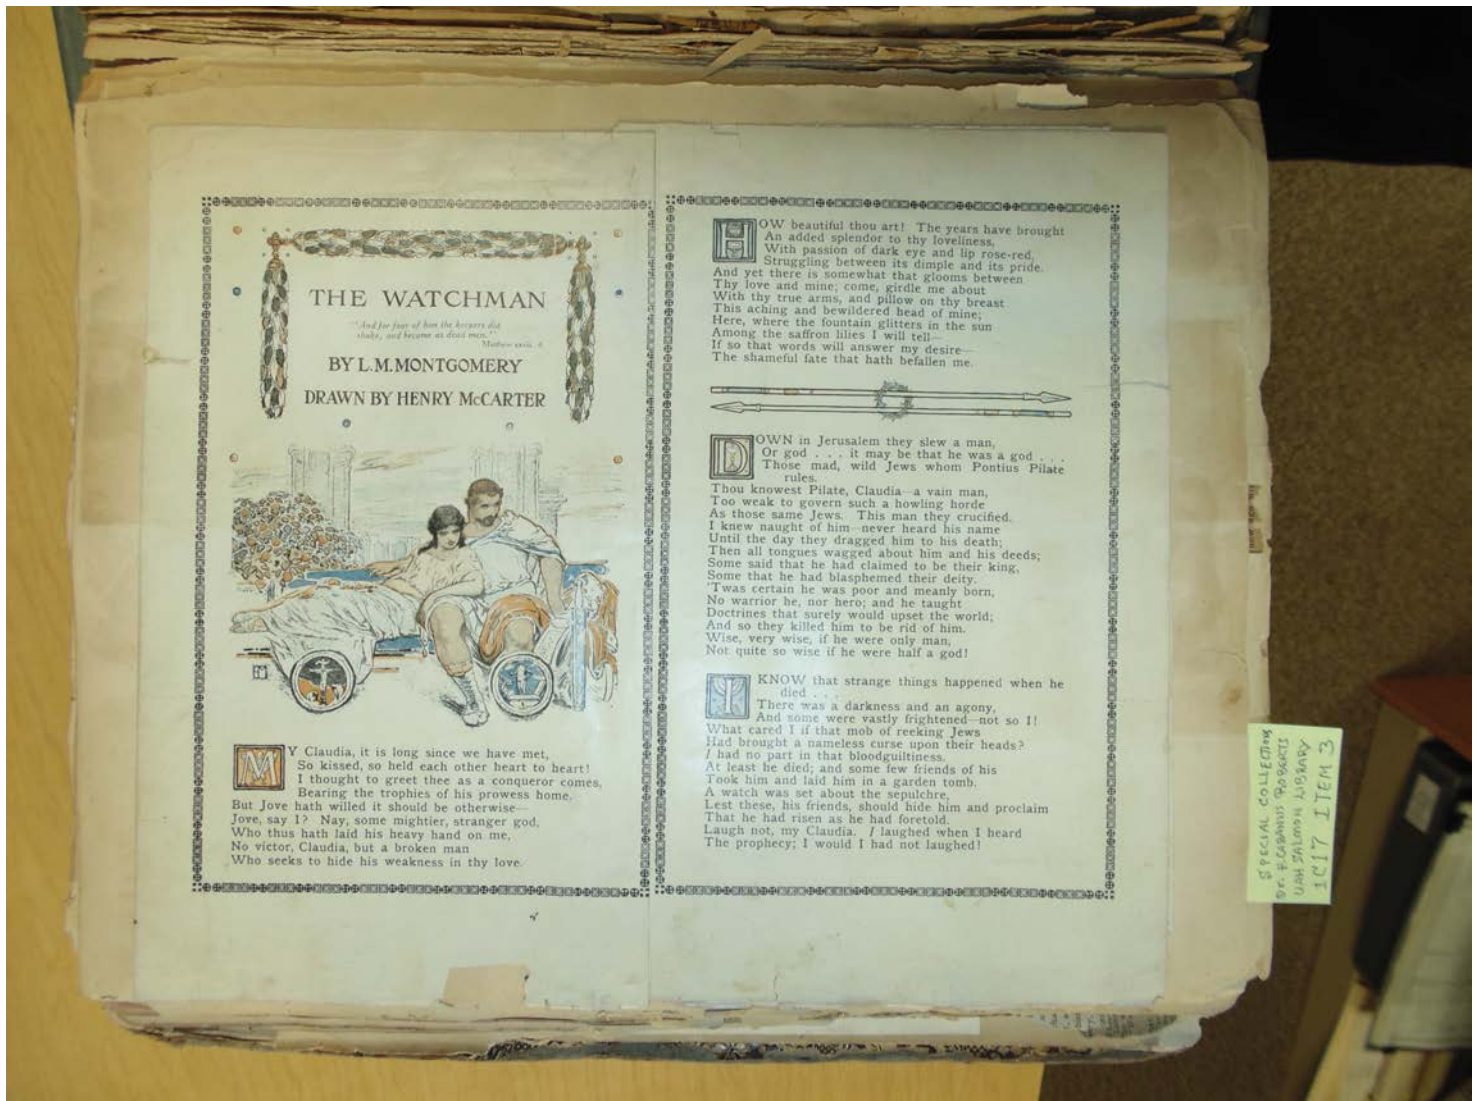 THE WATCHMAN
"And for fear of him the keepers did
shake, and became as dead men."
Matthew xxviii. 4.
BY L.M.MONTGOMERY
DRAWN BY HENRY McCARTER
MY Claudia, it is long since we have met,
So kissed, so held each other heart to heart!
I thought to greet thee as a conqueror comes,
Bearing the trophies of his prowess home.
But Jove hath willed it should be otherwise—
Jove, say I? Nay, some mightier, stranger god,
Who thus hath laid his heavy hand on me,
No victor, Claudia, but a broken man
Who seeks to hide his weakness in thy love.
HOW beautiful thou art! The years have brought
An added splendor to thy loveliness,
With passion of dark eye and lip rose-red,
Struggling between its dimple and its pride.
And yet there is somewhat that glooms between
Thy love and mine; come, girdle me about
With thy true arms, and pillow on thy breast
This aching and bewildered head of mine;
Here, where the fountain glitters in the sun
Among the saffron lilies I will tell—
If so that words will answer my desire—
The shameful fate that hath befallen me.
DOWN in Jerusalem they slew a man,
Or god . . . it may be that he was a god . . .
Those mad, wild Jews whom Pontius Pilate
rules.
Thou knowest Pilate, Claudia—a vain man,
Too weak to govern such a howling horde
As those same Jews. This man they crucified.
I knew naught of him—never heard his name
Until the day they dragged him to his death;
Then all tongues wagged about him and his deeds;
Some said that he had claimed to be their king,
Some that he had blasphemed their deity.
'Twas certain he was poor and meanly born,
No warrior he, nor hero; and he taught
Doctrines that surely would upset the world;
And so they killed him to be rid of him.
Wise, very wise, if he were only man,
Not quite so wise if he were half a god!
I KNOW that strange things happened when he
died . . .
There was a darkness and an agony,
And some were vastly frightened—not so I!
What cared I if that mob of reeking Jews
Had brought a nameless curse upon their heads?
I had no part in that bloodguiltiness.
At least he died; and some few friends of his
Took him and laid him in a garden tomb.
A watch was set about the sepulchre,
Lest these, his friends, should hide him and proclaim
That he had risen as he had foretold.
Laugh not, my Claudia. I laughed when I heard
The prophecy; I would I had not laughed!
SPECIAL COLLECTIONS
Dr. F. CABANISS ROBERTS
UAH SALMON LIBRARY
1C17 ITEM 3